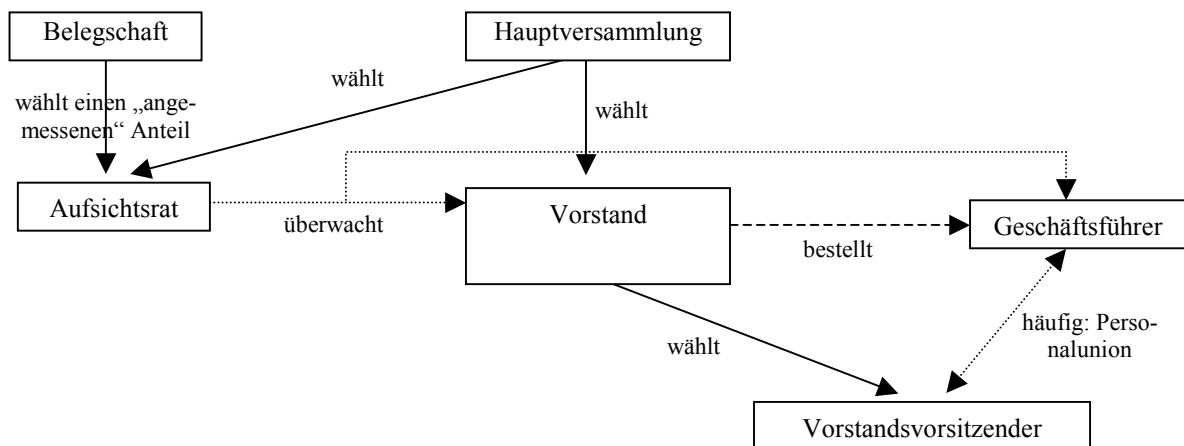 Belegschaft
Hauptversammlung
wählt
wählt einen „ange-
messenen“ Anteil
wählt
Aufsichtsrat
überwacht
Vorstand
bestellt
Geschäftsführer
wählt
häufig: Perso-
nalunion
Vorstandsvorsitzender